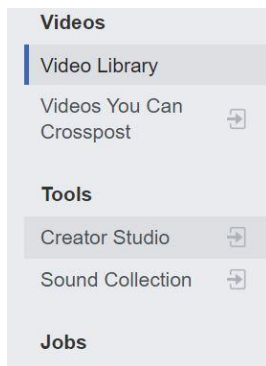 Videos
Video Library
Videos You Can
Crosspost
Tools
Creator Studio
Sound Collection
Jobs